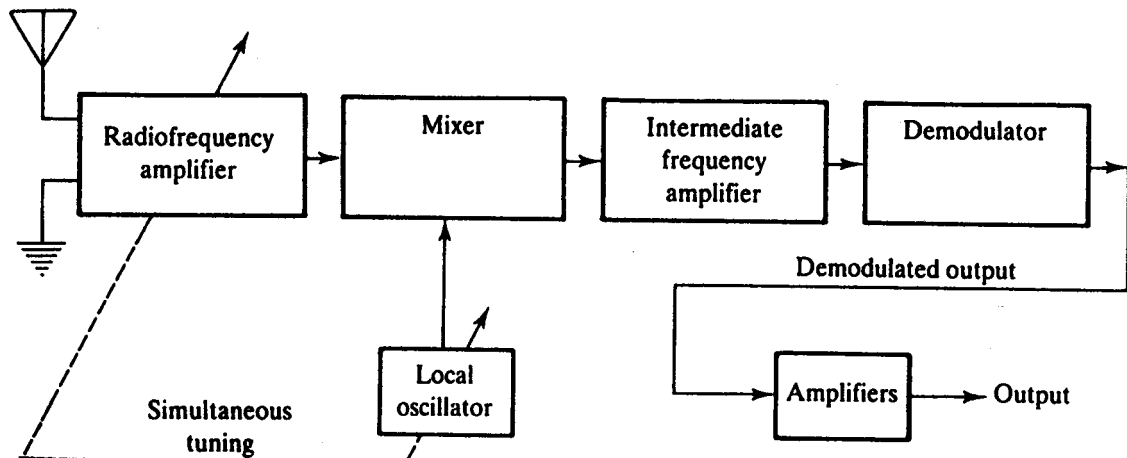 Radiofrequency
amplifier
Mixer
Intermediate
frequency
amplifier
Demodulator
Demodulated output
Local
oscillator
Amplifiers
Output
Simultaneous
tuning